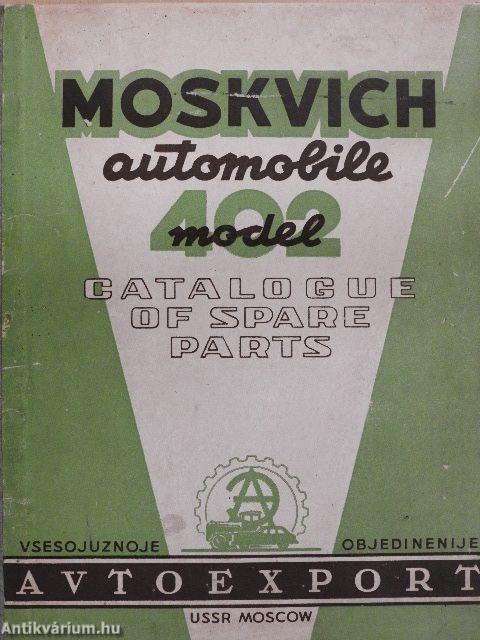 MOSKVICH
automobile
402
model
CATALOGUE
OF SPARE
PARTS
A
VSESOJUZNOJE OBJEDINENIJE
AVTOEXPORT
USSR MOSCOW
Antikvárium.hu